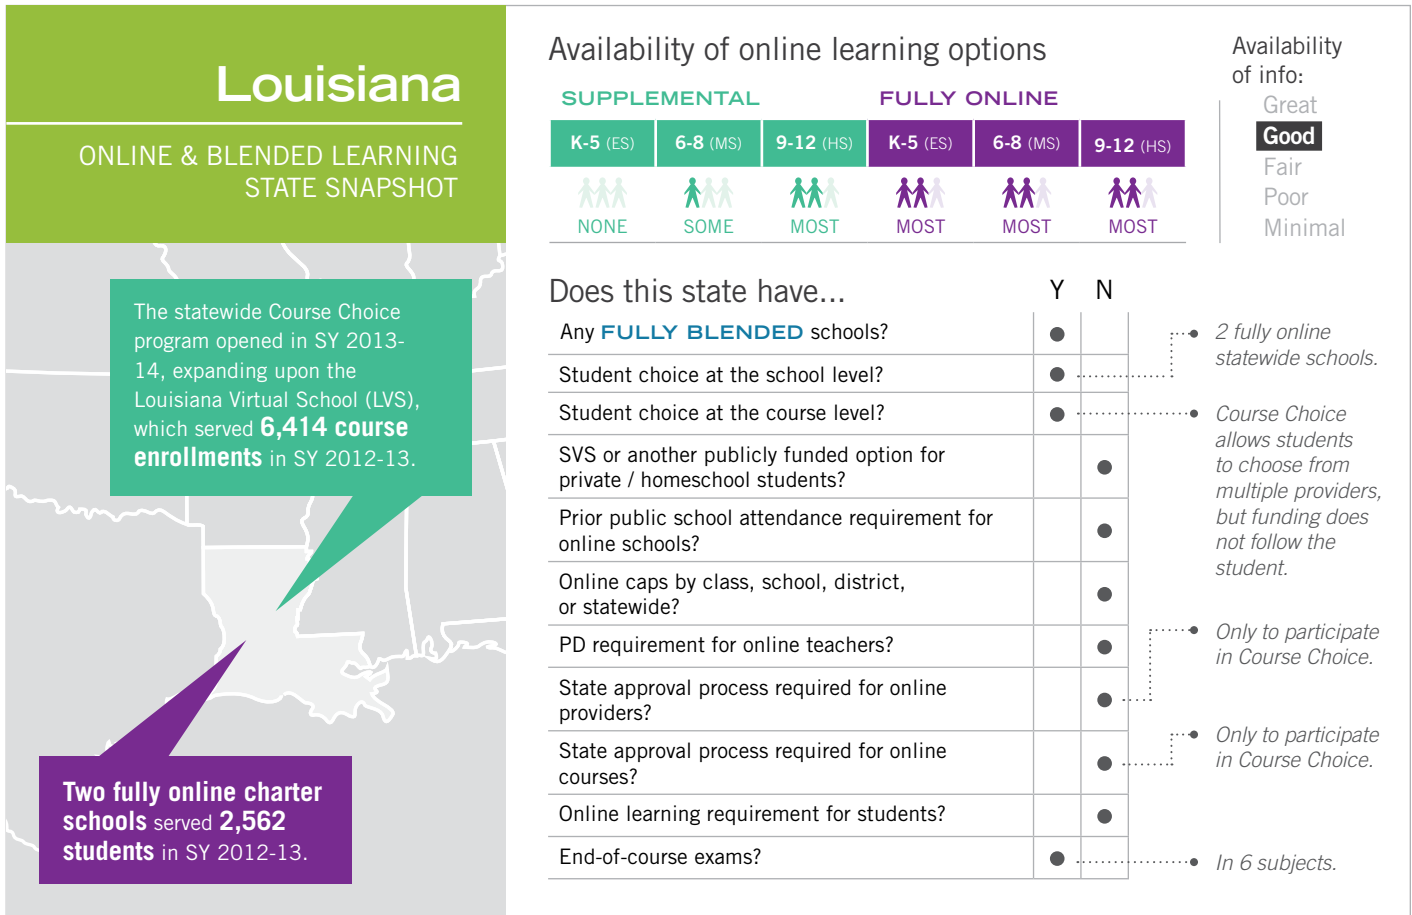 Louisiana
ONLINE & BLENDED LEARNING
STATE SNAPSHOT
The statewide Course Choice
program opened in SY 2013-
14, expanding upon the
Louisiana Virtual School (LVS),
which served 6,414 course
enrollments in SY 2012-13.
Two fully online charter
schools served 2,562
students in SY 2012-13.
Availability of online learning options
SUPPLEMENTAL FULLY ONLINE
K-5 (ES) 6-8 (MS) 9-12 (HS) K-5 (ES) 6-8 (MS) 9-12 (HS)
NONE SOME MOST MOST MOST MOST
Availability
of info:
Great
Good
Fair
Poor
Minimal
Does this state have... Y N
Any FULLY BLENDED schools?
Student choice at the school level?
2 fully online
statewide schools.
Student choice at the course level?
Course Choice
allows students
to choose from
multiple providers,
but funding does
not follow the
student.
SVS or another publicly funded option for
private / homeschool students?
Prior public school attendance requirement for
online schools?
Online caps by class, school, district,
or statewide?
PD requirement for online teachers?
State approval process required for online
providers?
Only to participate
in Course Choice.
State approval process required for online
courses?
Only to participate
in Course Choice.
Online learning requirement for students?
End-of-course exams?
In 6 subjects.